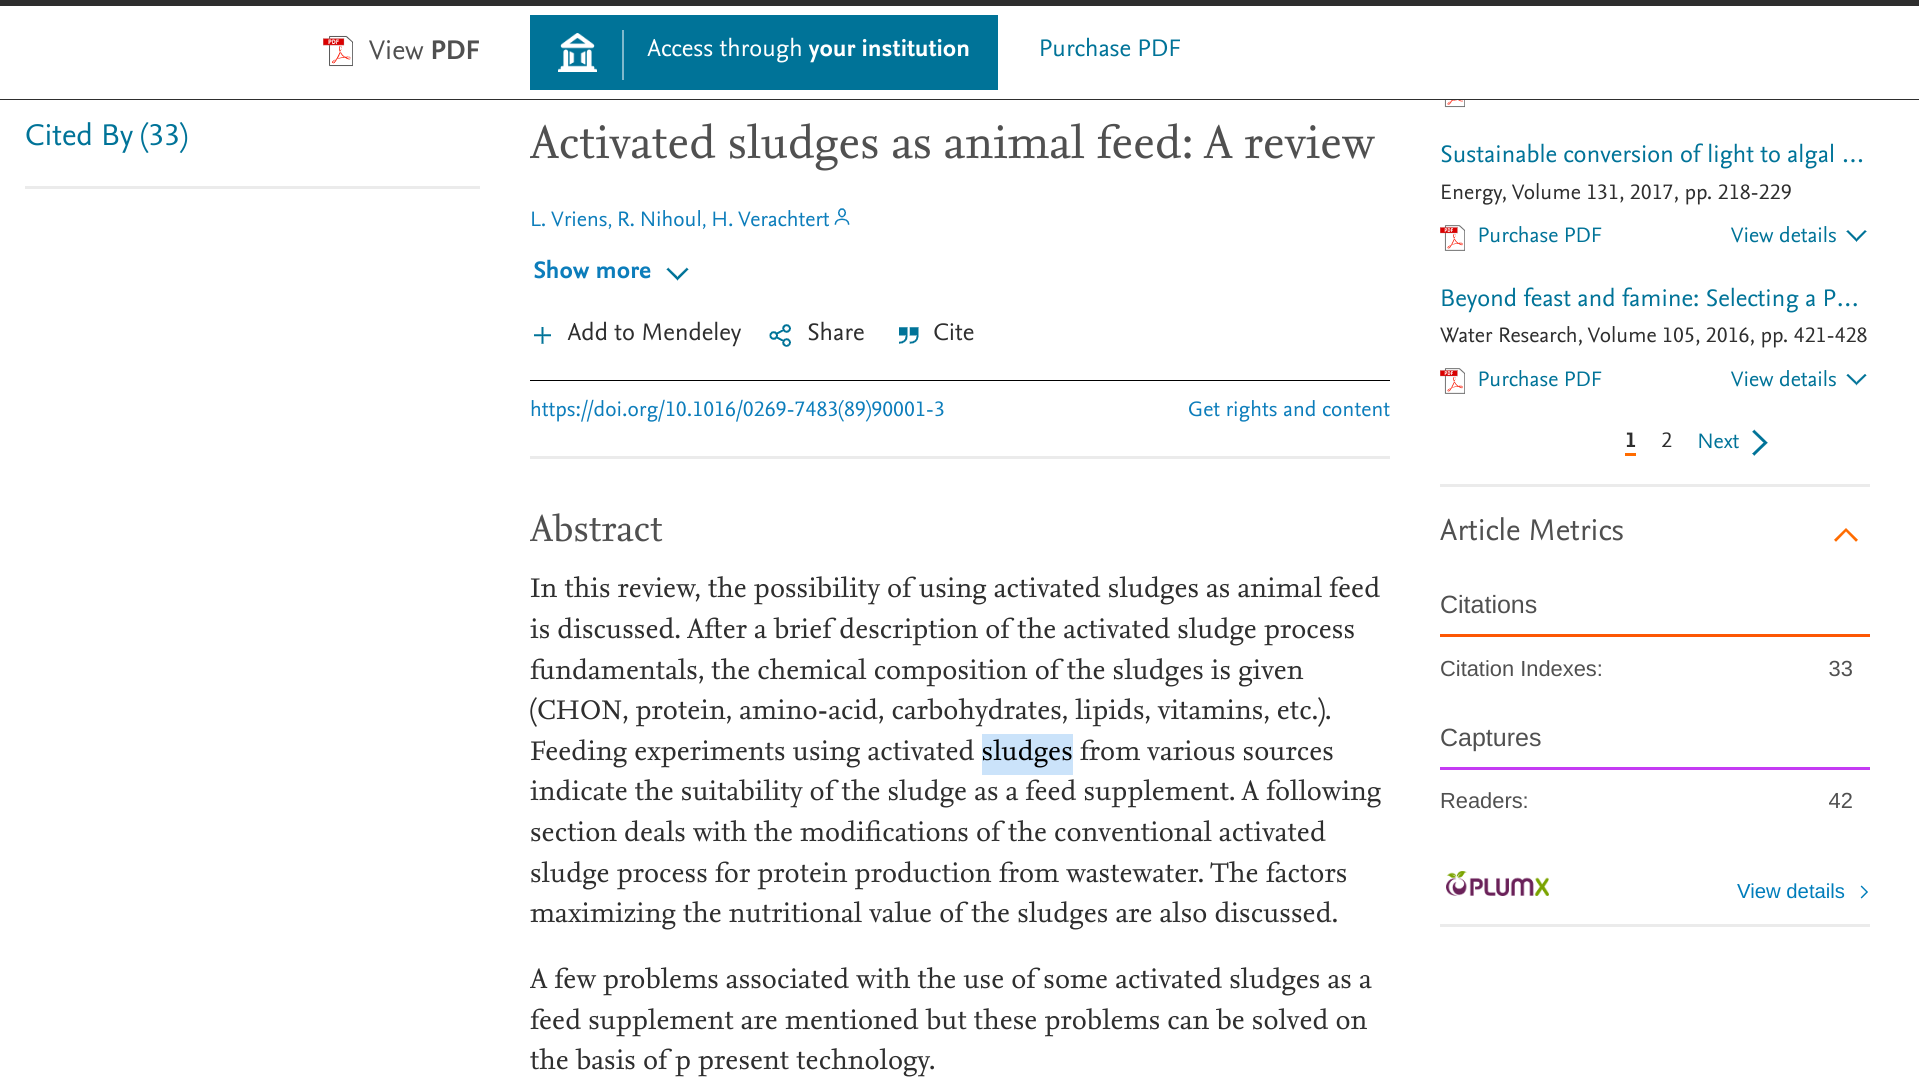 View PDF
Access through your institution
Purchase PDF
Cited By (33)
Activated sludges as animal feed: A review
L. Vriens, R. Nihoul, H. Verachtert
Show more
Add to Mendeley
Share
Cite
https://doi.org/10.1016/0269-7483(89)90001-3
Get rights and content
Abstract
In this review, the possibility of using activated sludges as animal feed
is discussed. After a brief description of the activated sludge process
fundamentals, the chemical composition of the sludges is given
(CHON, protein, amino-acid, carbohydrates, lipids, vitamins, etc.).
Feeding experiments using activated sludges from various sources
indicate the suitability of the sludge as a feed supplement. A following
section deals with the modifications of the conventional activated
sludge process for protein production from wastewater. The factors
maximizing the nutritional value of the sludges are also discussed.
A few problems associated with the use of some activated sludges as a
feed supplement are mentioned but these problems can be solved on
the basis of p present technology.
Sustainable conversion of light to algal …
Energy, Volume 131, 2017, pp. 218-229
Purchase PDF
View details
Beyond feast and famine: Selecting a P…
Water Research, Volume 105, 2016, pp. 421-428
Purchase PDF
View details
1 2 Next
Article Metrics
Citations
Citation Indexes: 33
Captures
Readers: 42
PLUMX
View details